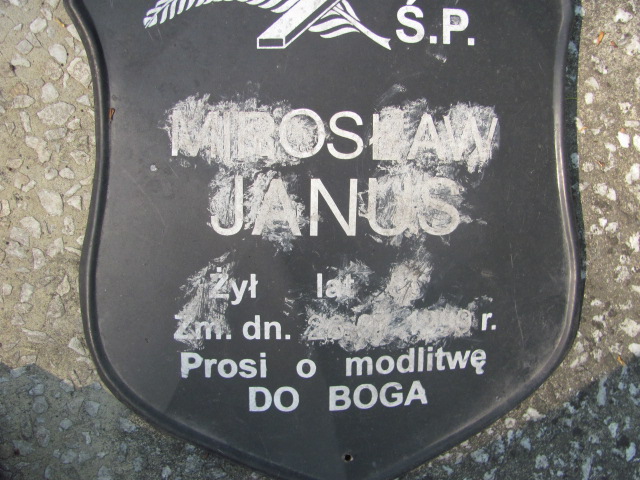 Ś.P.
MIROSŁAW
JANUS
Żył lat
Zm. dn. r.
Prosi o modlitwę
DO BOGA